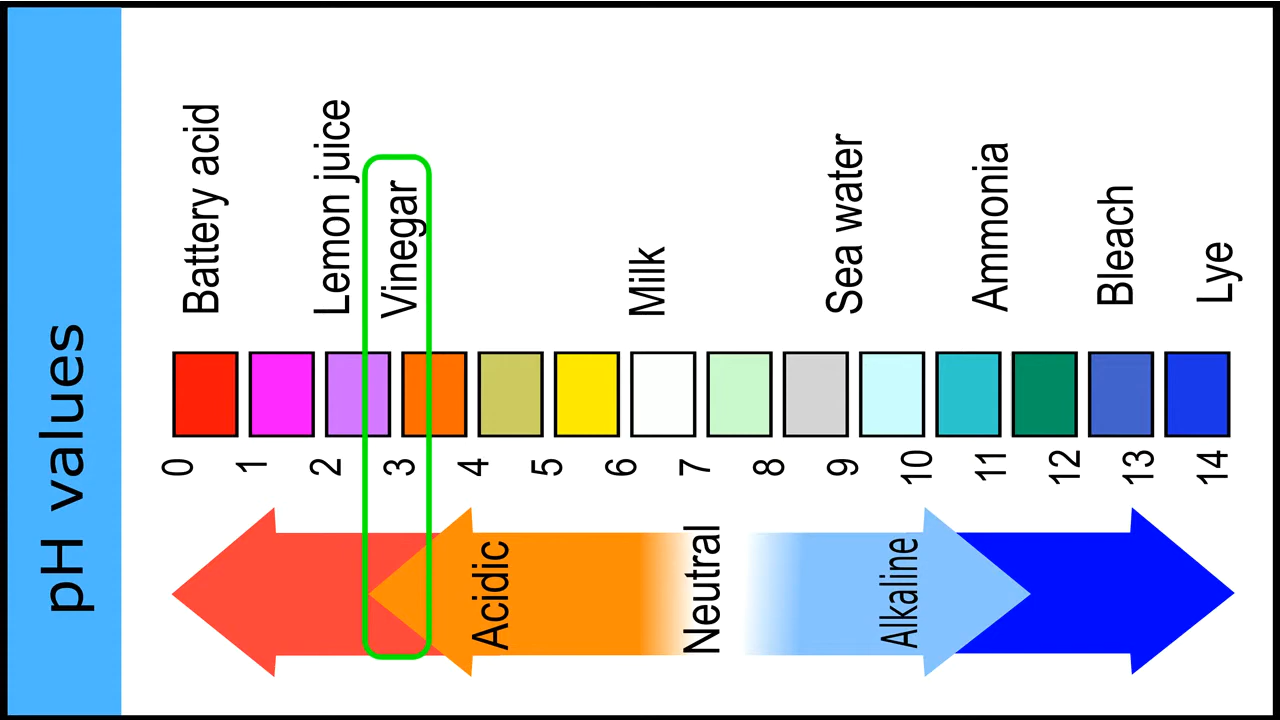 pH values
Battery acid
Lemon juice
Vinegar
Milk
Sea water
Ammonia
Bleach
Lye
0 1 2 3 4 5 6 7 8 9 10 11 12 13 14
Acidic
Neutral
Alkaline